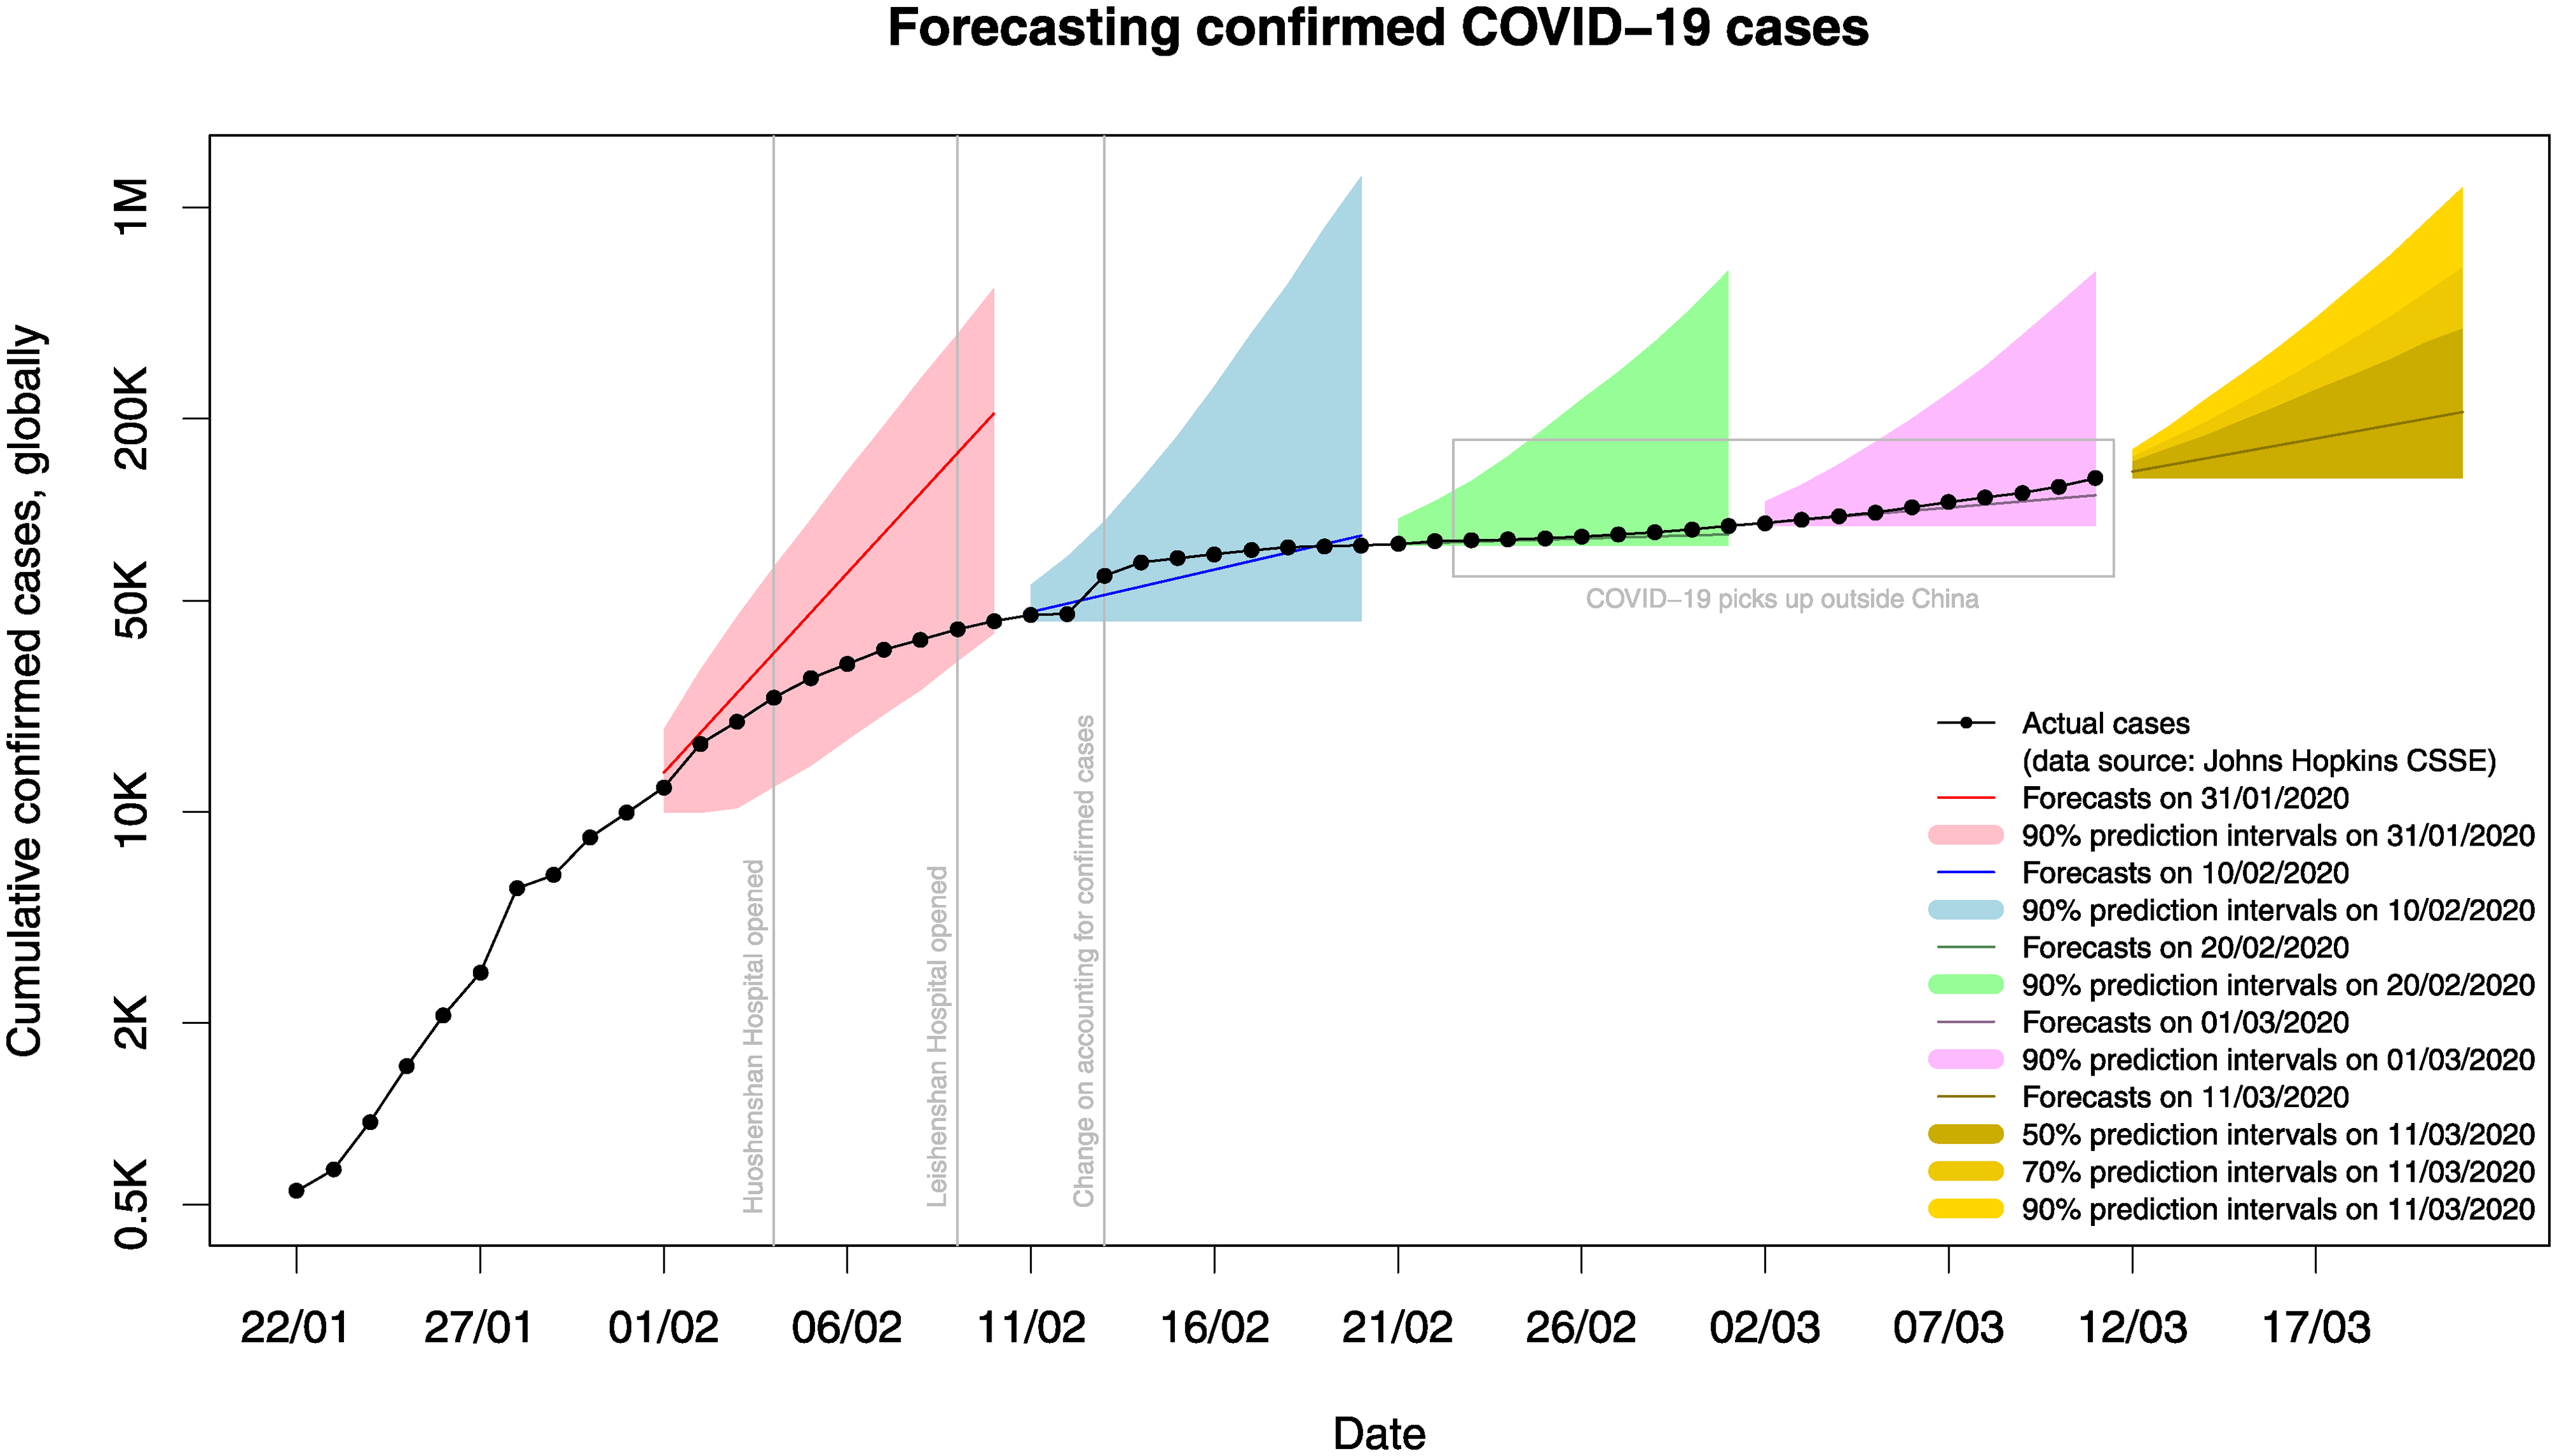 Forecasting confirmed COVID−19 cases
Cumulative confirmed cases, globally
1M
200K
50K
10K
2K
0.5K
Huoshenshan Hospital opened
Leishenshan Hospital opened
Change on accounting for confirmed cases
COVID−19 picks up outside China
Actual cases
(data source: Johns Hopkins CSSE)
Forecasts on 31/01/2020
90% prediction intervals on 31/01/2020
Forecasts on 10/02/2020
90% prediction intervals on 10/02/2020
Forecasts on 20/02/2020
90% prediction intervals on 20/02/2020
Forecasts on 01/03/2020
90% prediction intervals on 01/03/2020
Forecasts on 11/03/2020
50% prediction intervals on 11/03/2020
70% prediction intervals on 11/03/2020
90% prediction intervals on 11/03/2020
22/01 27/01 01/02 06/02 11/02 16/02 21/02 26/02 02/03 07/03 12/03 17/03
Date